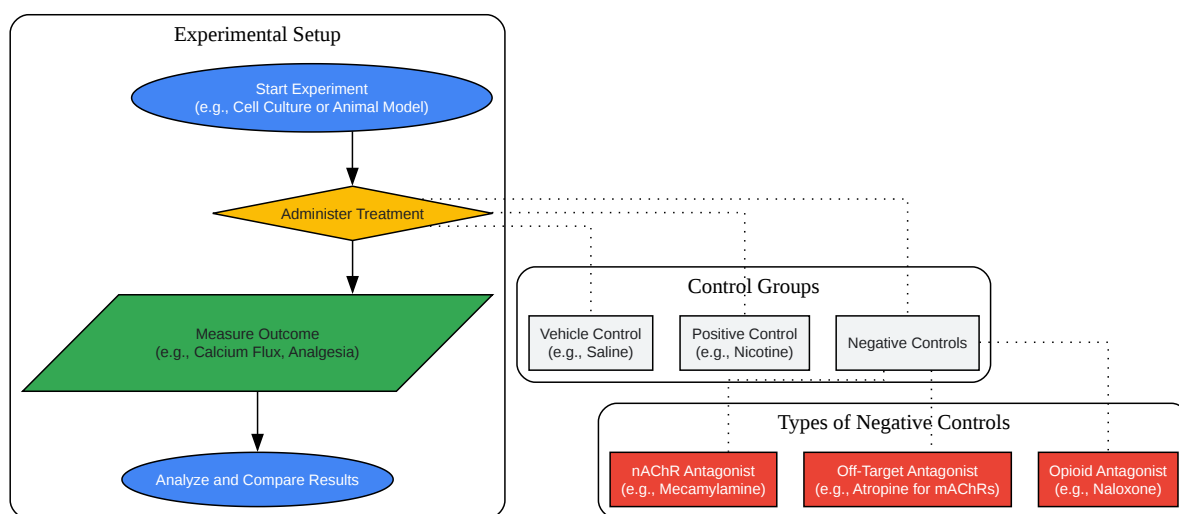 Experimental Setup
Start Experiment
(e.g., Cell Culture or Animal Model)
Administer Treatment
Measure Outcome
(e.g., Calcium Flux, Analgesia)
Analyze and Compare Results
Control Groups
Vehicle Control
(e.g., Saline)
Positive Control
(e.g., Nicotine)
Negative Controls
Types of Negative Controls
nAChR Antagonist
(e.g., Mecamylamine)
Off-Target Antagonist
(e.g., Atropine for mAChRs)
Opioid Antagonist
(e.g., Naloxone)